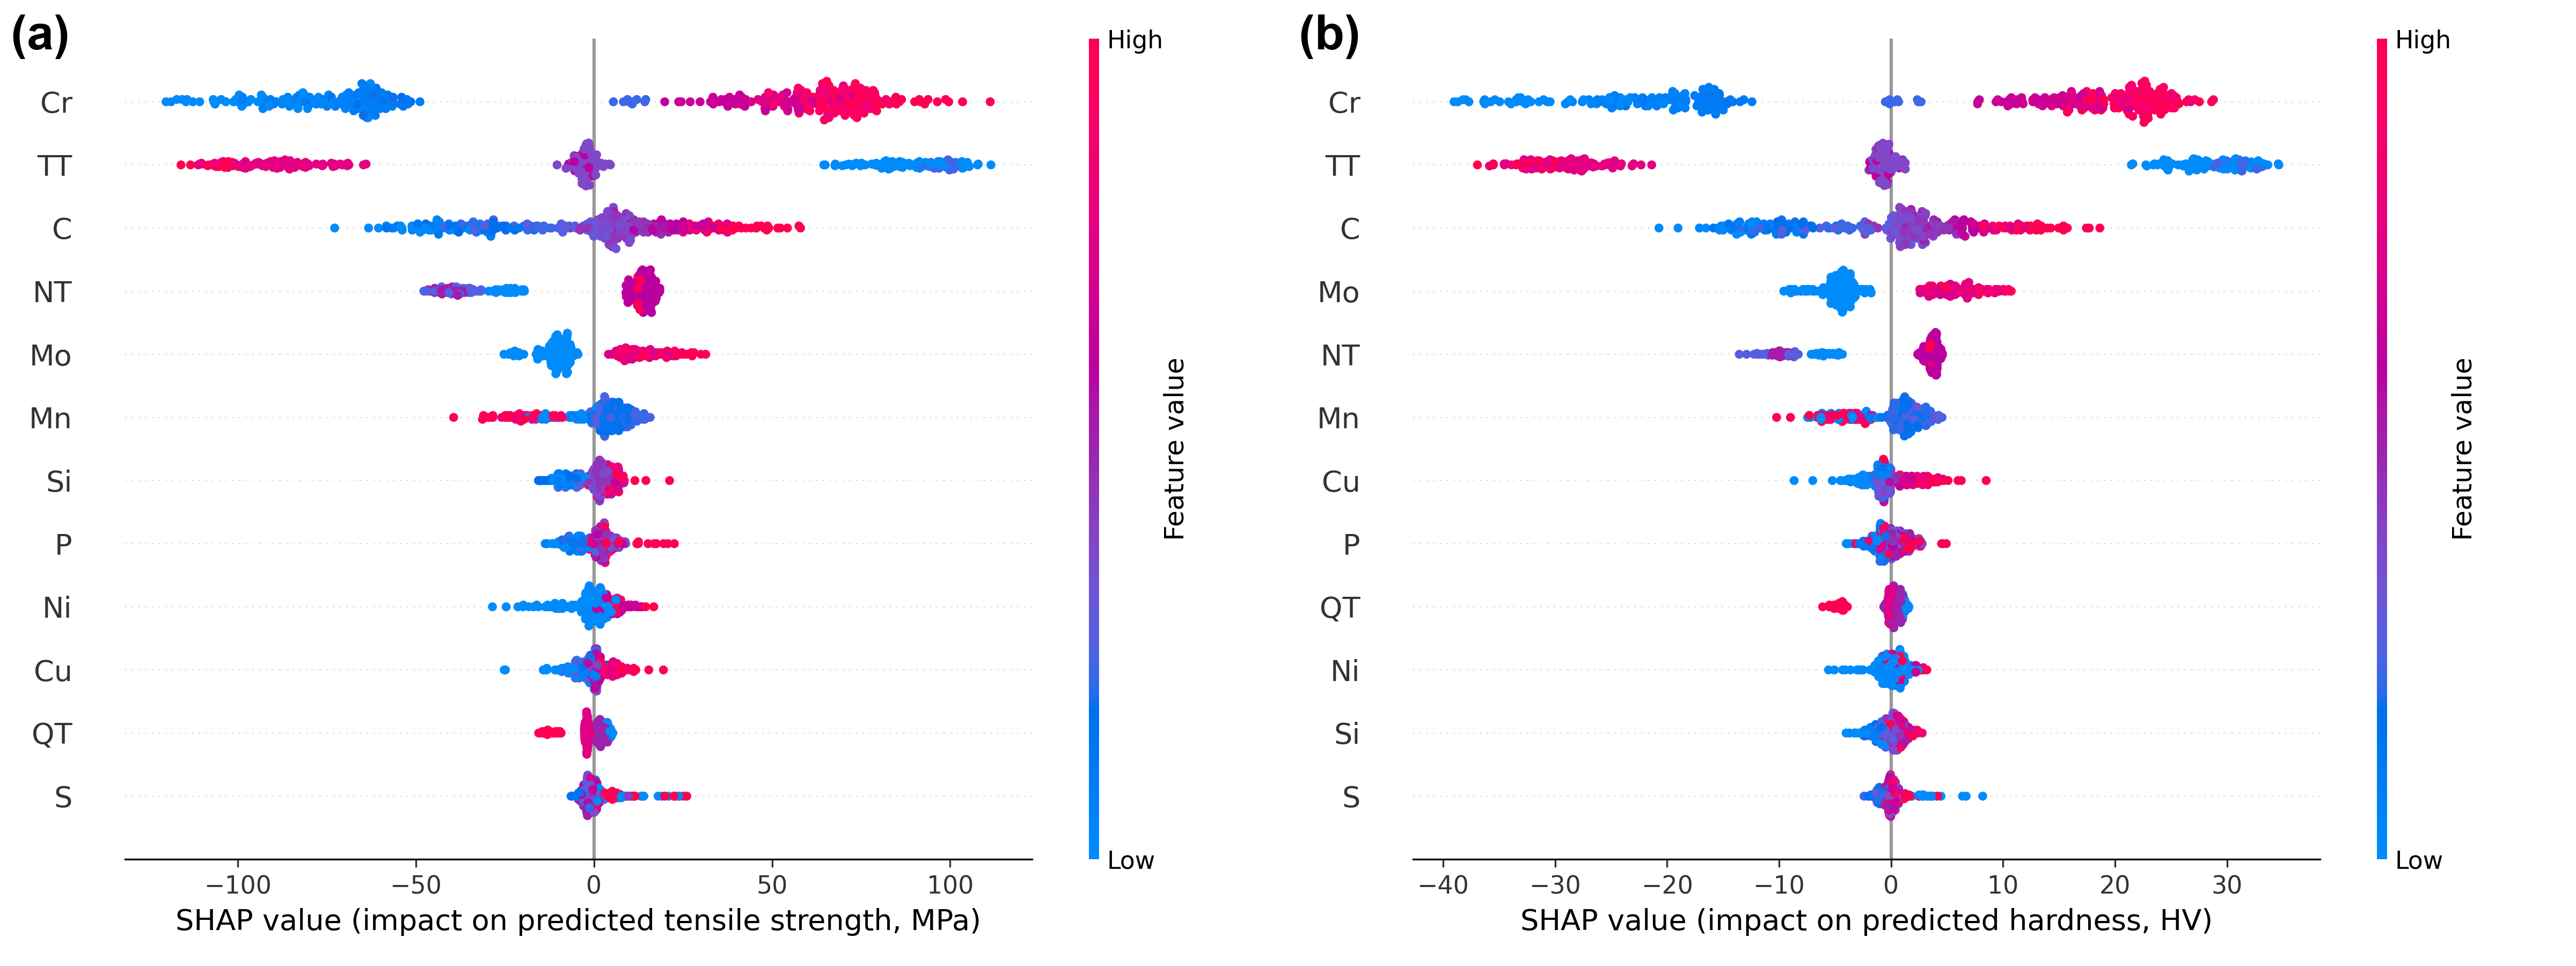 (a)
High
Cr
TT
C
NT
Mo
Mn
Si
P
Ni
Cu
QT
S
Feature value
Low
−100 −50 0 50 100
SHAP value (impact on predicted tensile strength, MPa)
(b)
High
Cr
TT
C
Mo
NT
Mn
Cu
P
QT
Ni
Si
S
Feature value
Low
−40 −30 −20 −10 0 10 20 30
SHAP value (impact on predicted hardness, HV)